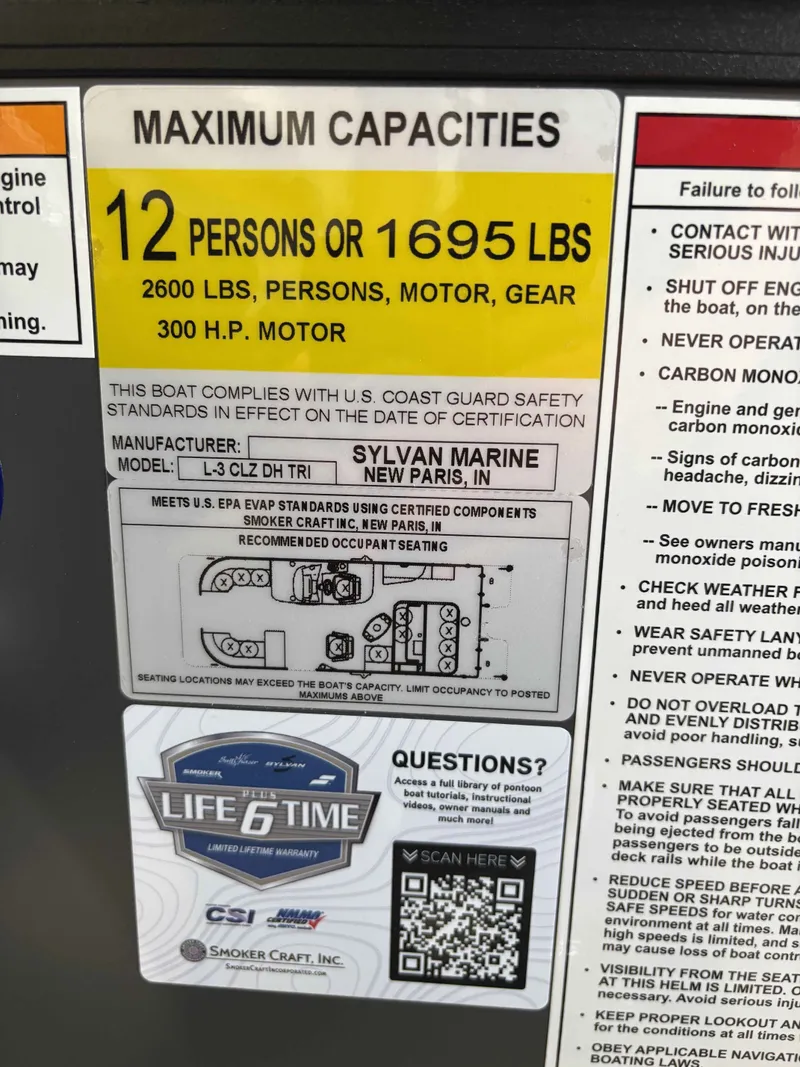 gine
ntrol
may
ning.
MAXIMUM CAPACITIES
12 PERSONS OR 1695 LBS
2600 LBS, PERSONS, MOTOR, GEAR
300 H.P. MOTOR
THIS BOAT COMPLIES WITH U.S. COAST GUARD SAFETY
STANDARDS IN EFFECT ON THE DATE OF CERTIFICATION
MANUFACTURER: SYLVAN MARINE
MODEL: L-3 CLZ DH TRI NEW PARIS, IN
MEETS U.S. EPA EVAP STANDARDS USING CERTIFIED COMPONENTS
SMOKER CRAFT INC, NEW PARIS, IN
RECOMMENDED OCCUPANT SEATING
X X X X
X X X X X X X X X X
B
B
SEATING LOCATIONS MAY EXCEED THE BOAT'S CAPACITY. LIMIT OCCUPANCY TO POSTED
MAXIMUMS ABOVE
SMOKER SYLVAN
PLUS
LIFE 6 TIME
LIMITED LIFETIME WARRANTY
CSI NMMA
CERTIFIED
SMOKER CRAFT, INC.
SMOKERCRAFTINCORPORATED.COM
QUESTIONS?
Access a full library of pontoon
boat tutorials, instructional
videos, owner manuals and
much more!
SCAN HERE
Failure to foll
• CONTACT WIT
SERIOUS INJU
• SHUT OFF ENG
the boat, on the
• NEVER OPERAT
• CARBON MONO
-- Engine and gen
carbon monoxid
-- Signs of carbon
headache, dizzin
-- MOVE TO FRESH
-- See owners manu
monoxide poisoni
• CHECK WEATHER F
and heed all weather
• WEAR SAFETY LANY
prevent unmanned bo
• NEVER OPERATE WH
• DO NOT OVERLOAD T
AND EVENLY DISTRIB
avoid poor handling, s
• PASSENGERS SHOULD
• MAKE SURE THAT ALL
PROPERLY SEATED WH
To avoid passengers fall
being ejected from the bo
passengers to be outside
deck rails while the boat i
• REDUCE SPEED BEFORE A
SUDDEN OR SHARP TURNS
SAFE SPEEDS for water con
environment at all times. Ma
high speeds is limited, and s
may cause loss of boat contr
• VISIBILITY FROM THE SEAT
AT THIS HELM IS LIMITED. O
necessary. Avoid serious inju
• KEEP PROPER LOOKOUT AN
for the conditions at all times
• OBEY APPLICABLE NAVIGATI
BOATING LAWS